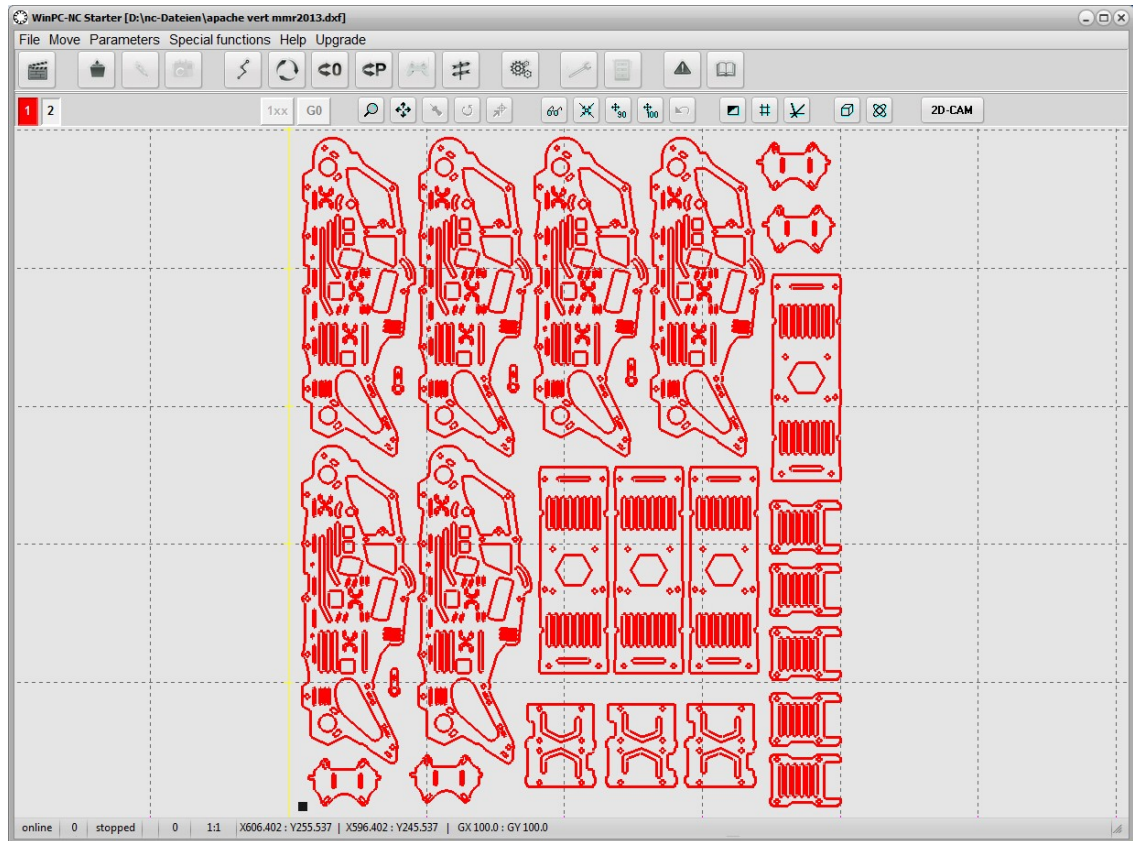 WinPC-NC Starter [D:\nc-Dateien\apache vert mmr2013.dxf]
File Move Parameters Special functions Help Upgrade
0 P
1 2 1xx G0 90 100 2D-CAM
online 0 stopped 0 1:1 X606.402 : Y255.537 | X596.402 : Y245.537 | GX 100.0 : GY 100.0